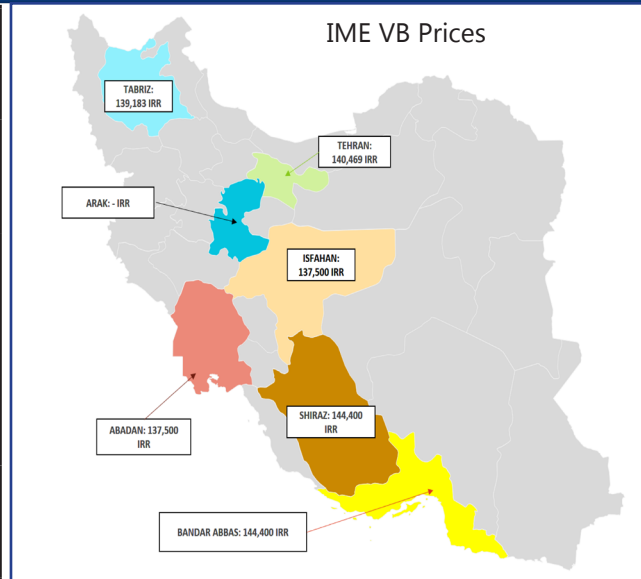 IME VB Prices
TABRIZ:
139,183 IRR
TEHRAN:
140,469 IRR
ARAK: - IRR
ISFAHAN:
137,500 IRR
ABADAN: 137,500
IRR
SHIRAZ: 144,400
IRR
BANDAR ABBAS: 144,400 IRR